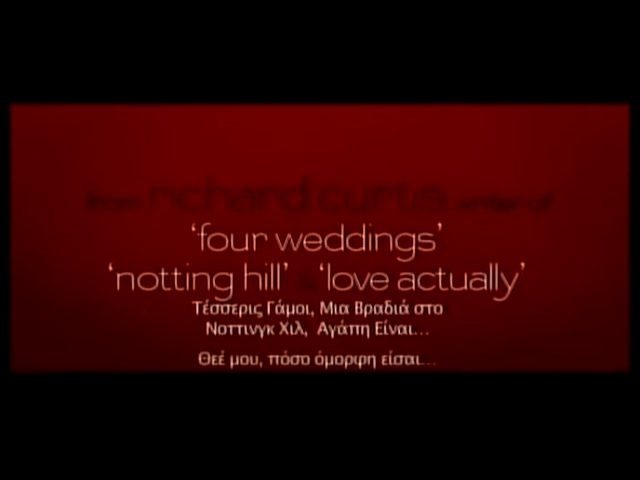 from richard curtis writer of
‘four weddings’
‘notting hill’ ‘love actually’
Τέσσερις Γάμοι, Μια Βραδιά στο
Νοττινγκ Χιλ, Αγάπη Είναι...
Θεέ μου, πόσο όμορφη είσαι...